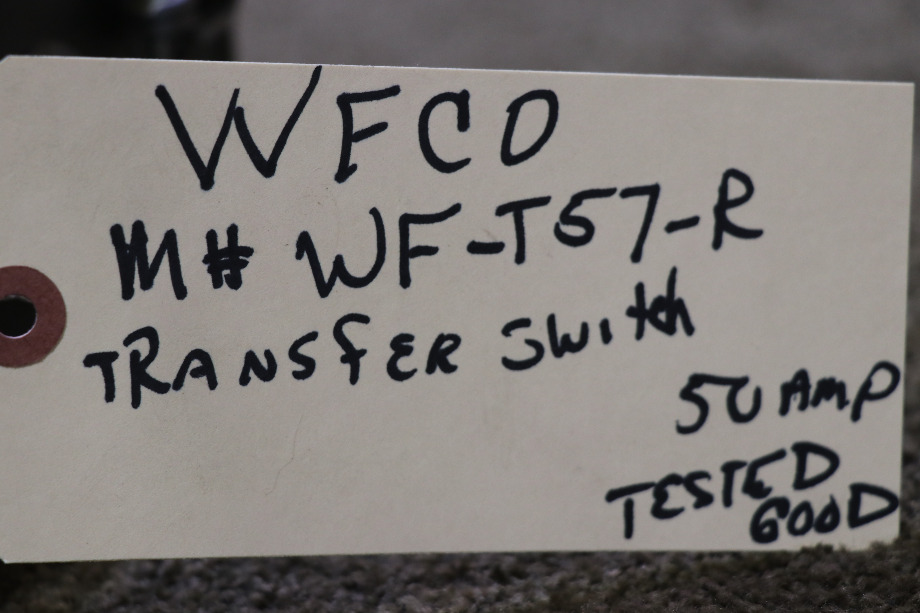 WFCO
M# WF-T57-R
TRANSFER SWITCH
50 AMP
TESTED
GOOD